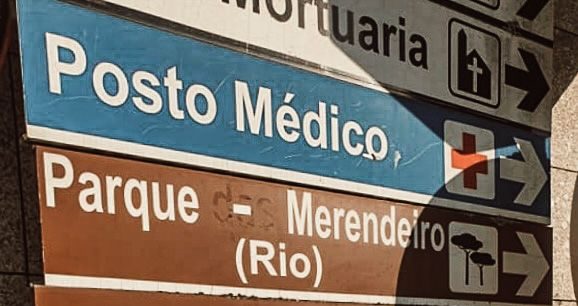 Mortuaria
Posto Médico
Parque - Merendeiro
(Rio)